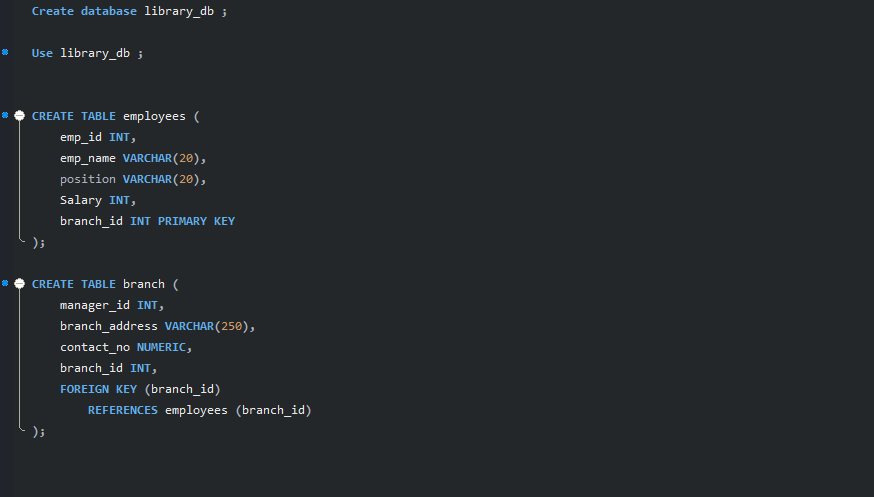 Create database library_db ;
Use library_db ;
CREATE TABLE employees (
emp_id INT,
emp_name VARCHAR(20),
position VARCHAR(20),
Salary INT,
branch_id INT PRIMARY KEY
);
CREATE TABLE branch (
manager_id INT,
branch_address VARCHAR(250),
contact_no NUMERIC,
branch_id INT,
FOREIGN KEY (branch_id)
REFERENCES employees (branch_id)
);